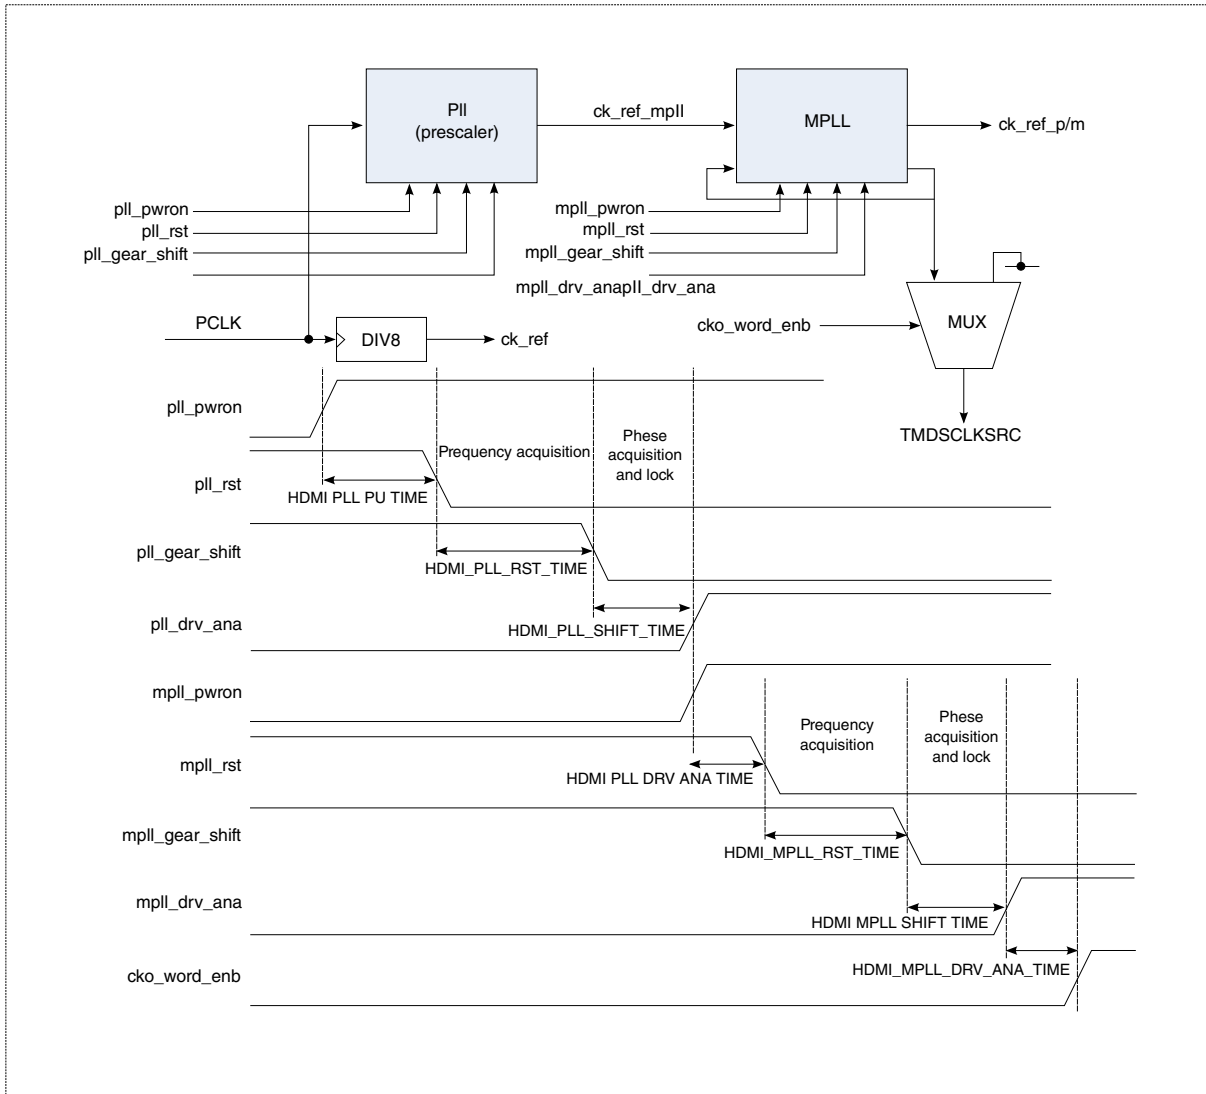 Pll
(prescaler)
ck_ref_mpll
MPLL
ck_ref_p/m
pll_pwron
pll_rst
pll_gear_shift
mpll_pwron
mpll_rst
mpll_gear_shift
mpll_drv_anapll_drv_ana
PCLK
DIV8
ck_ref
cko_word_enb
MUX
TMDSCLKSRC
pll_pwron
Prequency acquisition
Phese
acquisition
and lock
pll_rst
HDMI PLL PU TIME
pll_gear_shift
HDMI_PLL_RST_TIME
pll_drv_ana
HDMI_PLL_SHIFT_TIME
mpll_pwron
Prequency
acquisition
Phese
acquisition
and lock
mpll_rst
HDMI PLL DRV ANA TIME
mpll_gear_shift
HDMI_MPLL_RST_TIME
mpll_drv_ana
HDMI MPLL SHIFT TIME
cko_word_enb
HDMI_MPLL_DRV_ANA_TIME